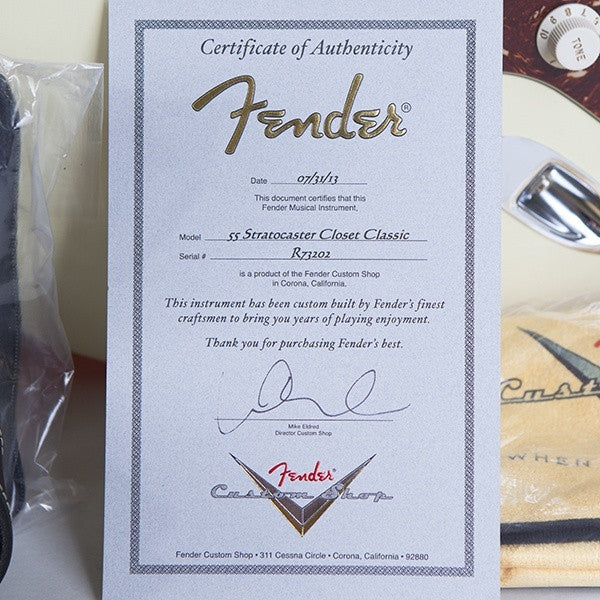 Certificate of Authenticity
Fender®
Date 07/31/13
This document certifies that this
Fender Musical Instrument,
Model 55 Stratocaster Closet Classic
Serial # R73202
is a product of the Fender Custom Shop
in Corona, California.
This instrument has been custom built by Fender's finest
craftsmen to bring you years of playing enjoyment.
Thank you for purchasing Fender's best.
Mike Eldred
Director Custom Shop
Fender®
Custom Shop
Fender Custom Shop • 311 Cessna Circle • Corona, California • 92880
TONE
Custo
WHEN